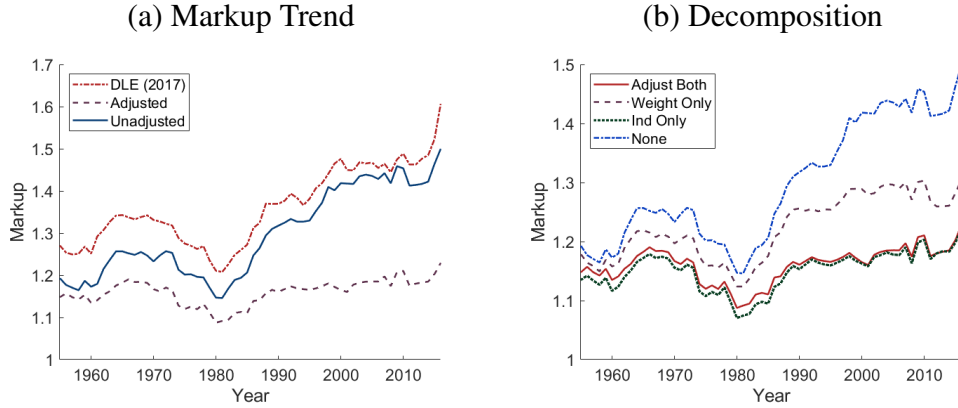 (a) Markup Trend
1.7
1.6
1.5
1.4
1.3
1.2
1.1
1
Markup
DLE (2017)
Adjusted
Unadjusted
1960 1970 1980 1990 2000 2010
Year
(b) Decomposition
1.5
1.4
1.3
1.2
1.1
1
Markup
Adjust Both
Weight Only
Ind Only
None
1960 1970 1980 1990 2000 2010
Year